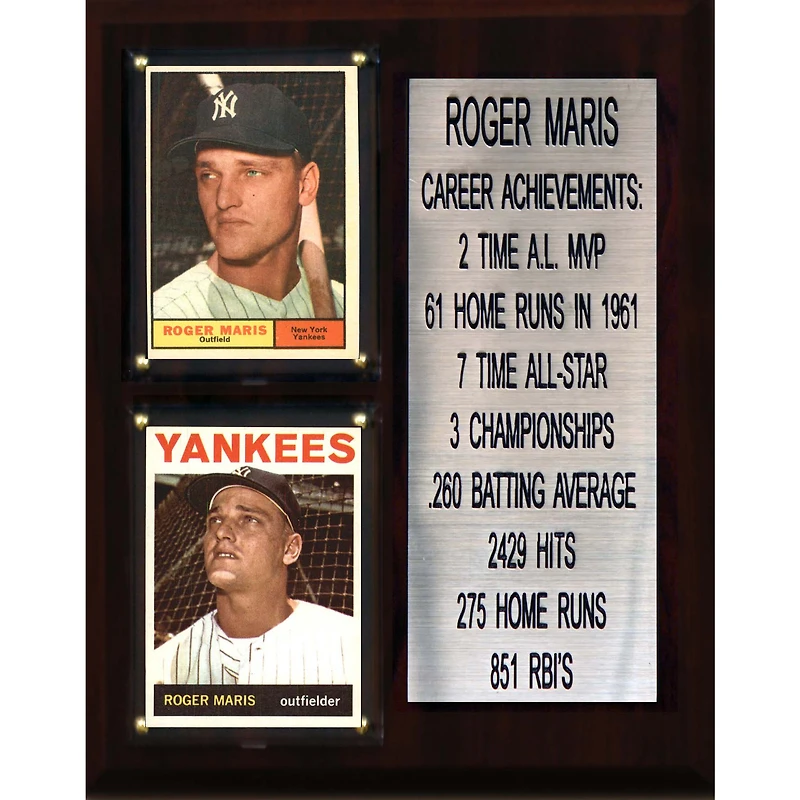 NY
ROGER MARIS
Outfield
New York
Yankees
YANKEES
NY
ROGER MARIS outfielder
ROGER MARIS
CAREER ACHIEVEMENTS:
2 TIME A.L. MVP
61 HOME RUNS IN 1961
7 TIME ALL-STAR
3 CHAMPIONSHIPS
.260 BATTING AVERAGE
2429 HITS
275 HOME RUNS
851 RBI'S